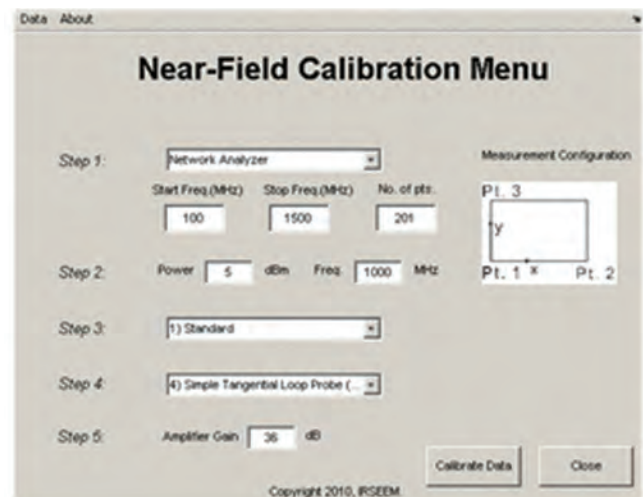 Data About
Near-Field Calibration Menu
Step 1: Network Analyzer
Measurement Configuration
Start Freq.(MHz) Stop Freq.(MHz) No. of pts.
100 1500 201
Pt. 3
y
Pt. 1 x Pt. 2
Step 2: Power 5 dBm Freq. 1000 MHz
Step 3: 1) Standard
Step 4: 4) Simple Tangential Loop Probe (...
Step 5: Amplifier Gain 36 dB
Calibrate Data Close
Copyright 2010, IRSEEM.